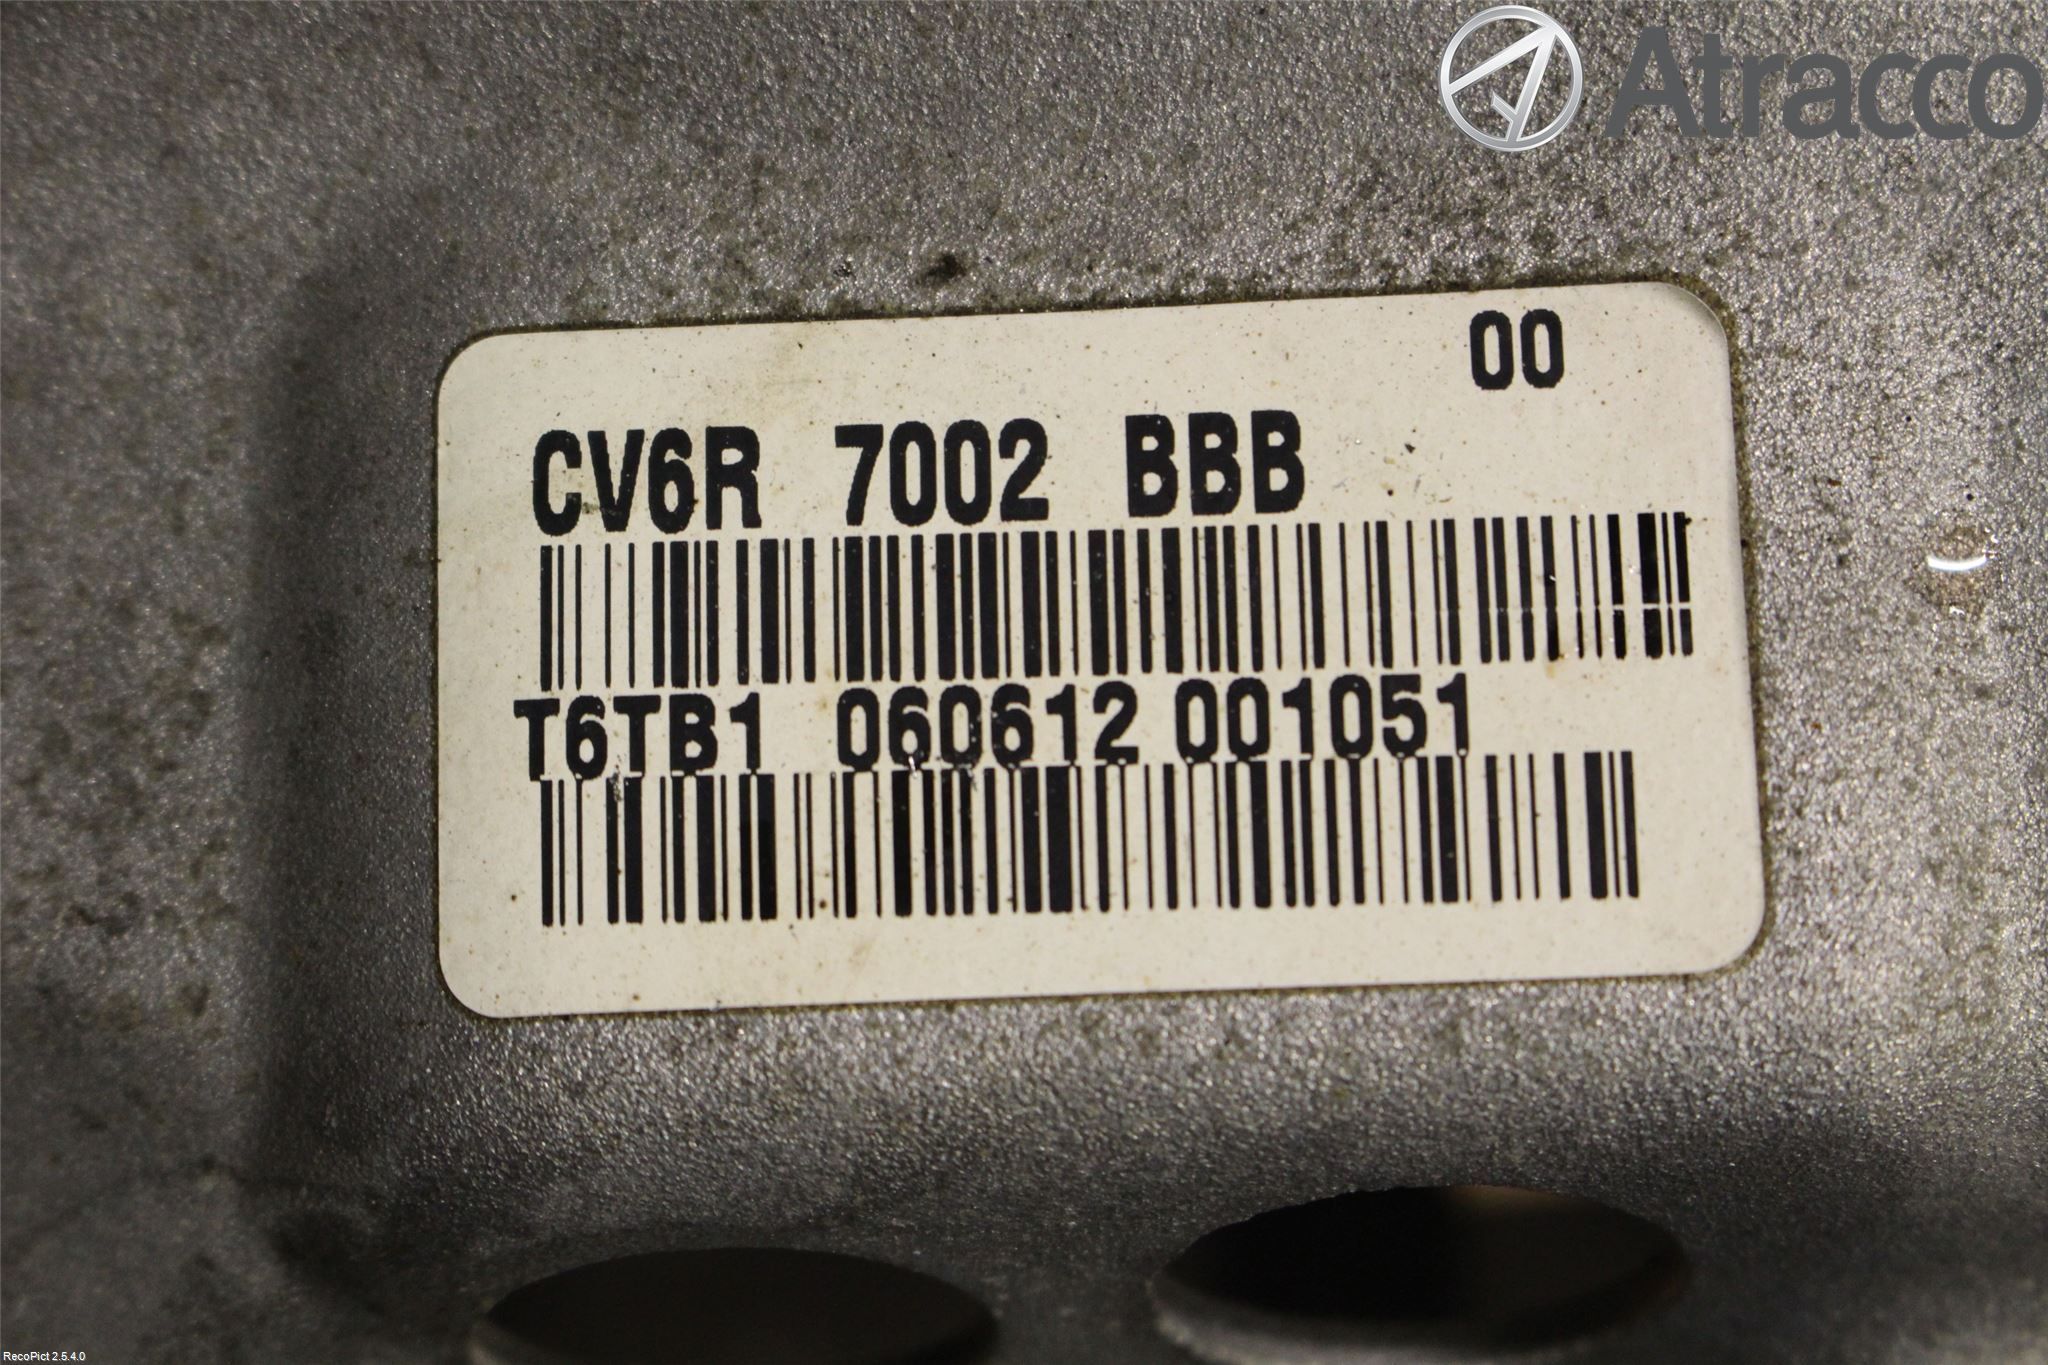 Atracco
00
CV6R 7002 BBB
T6TB1 060612 001051
RecoPict 2.5.4.0